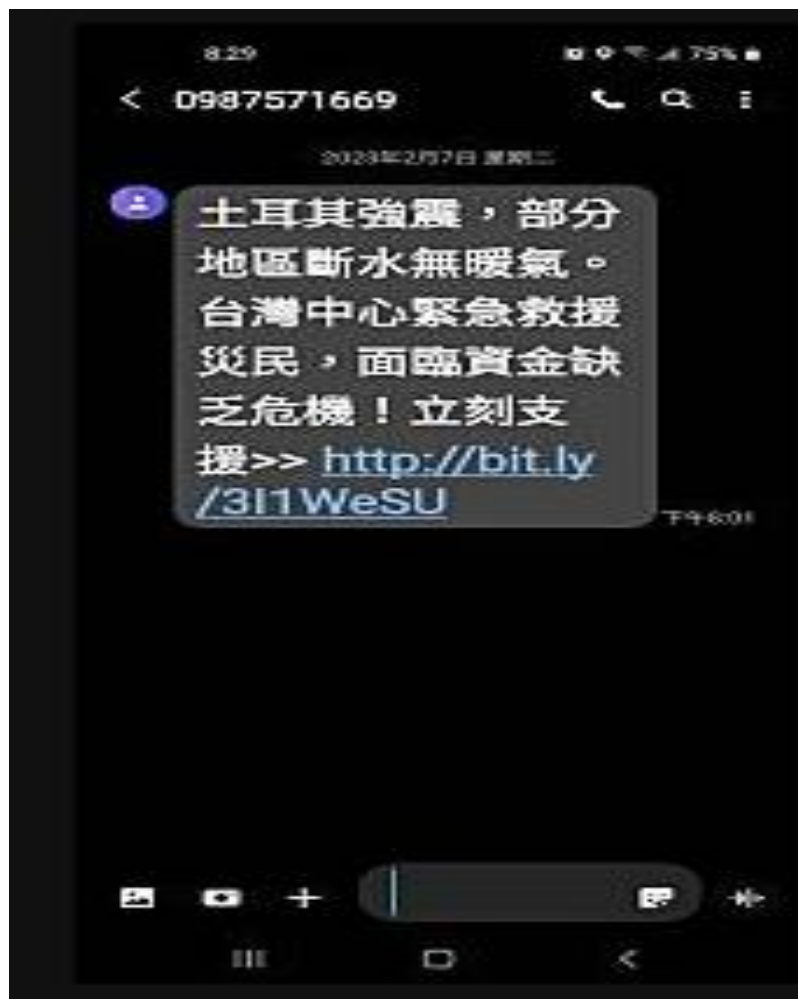 8:29
75%
0987571669
2023年2月7日 星期二
土耳其強震，部分
地區斷水無暖氣。
台灣中心緊急救援
災民，面臨資金缺
乏危機！立刻支
援>> http://bit.ly
/3l1WeSU
下午6:01